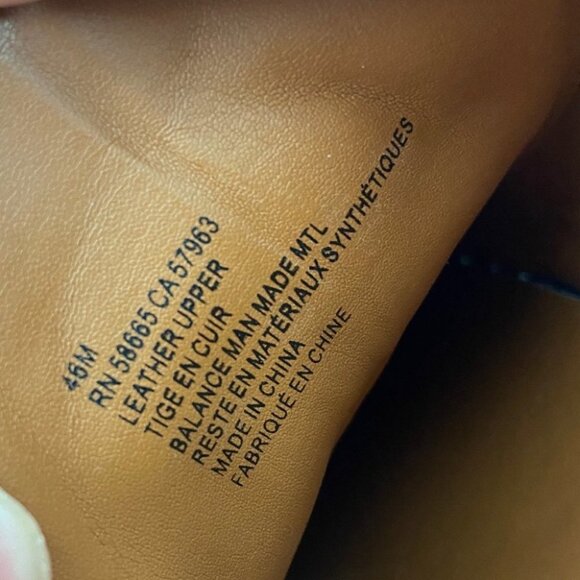 46M
RN 58665 CA 57963
LEATHER UPPER
TIGE EN CUIR
BALANCE MAN MADE MTL
RESTE EN MATÉRIAUX SYNTHÉTIQUES
MADE IN CHINA
FABRIQUÉ EN CHINE